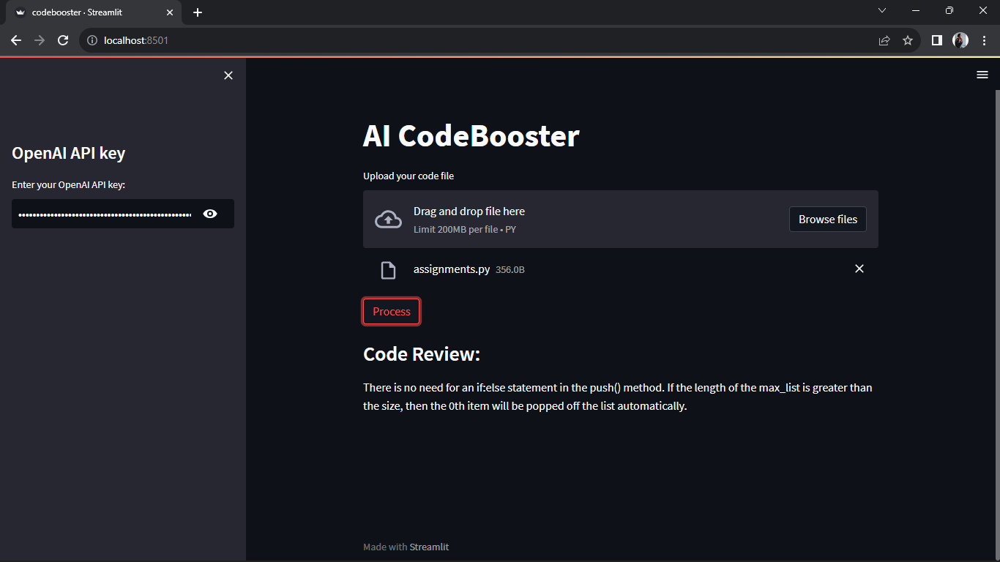 codebooster · Streamlit
localhost:8501
OpenAI API key
Enter your OpenAI API key:
AI CodeBooster
Upload your code file
Drag and drop file here
Limit 200MB per file • PY
Browse files
assignments.py 356.0B
Process
Code Review:
There is no need for an if:else statement in the push() method. If the length of the max_list is greater than
the size, then the 0th item will be popped off the list automatically.
Made with Streamlit